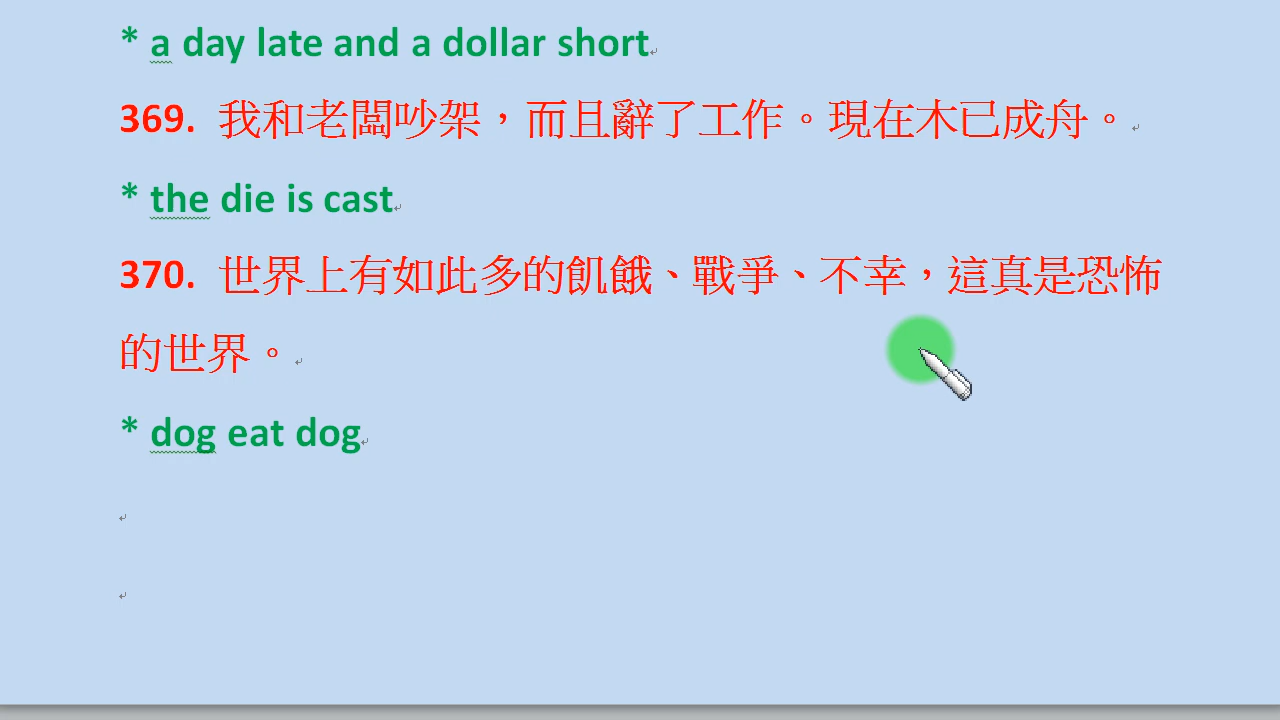 * a day late and a dollar short
369. 我和老闆吵架，而且辭了工作。現在木已成舟。
* the die is cast
370. 世界上有如此多的飢餓、戰爭、不幸，這真是恐怖
的世界。
* dog eat dog